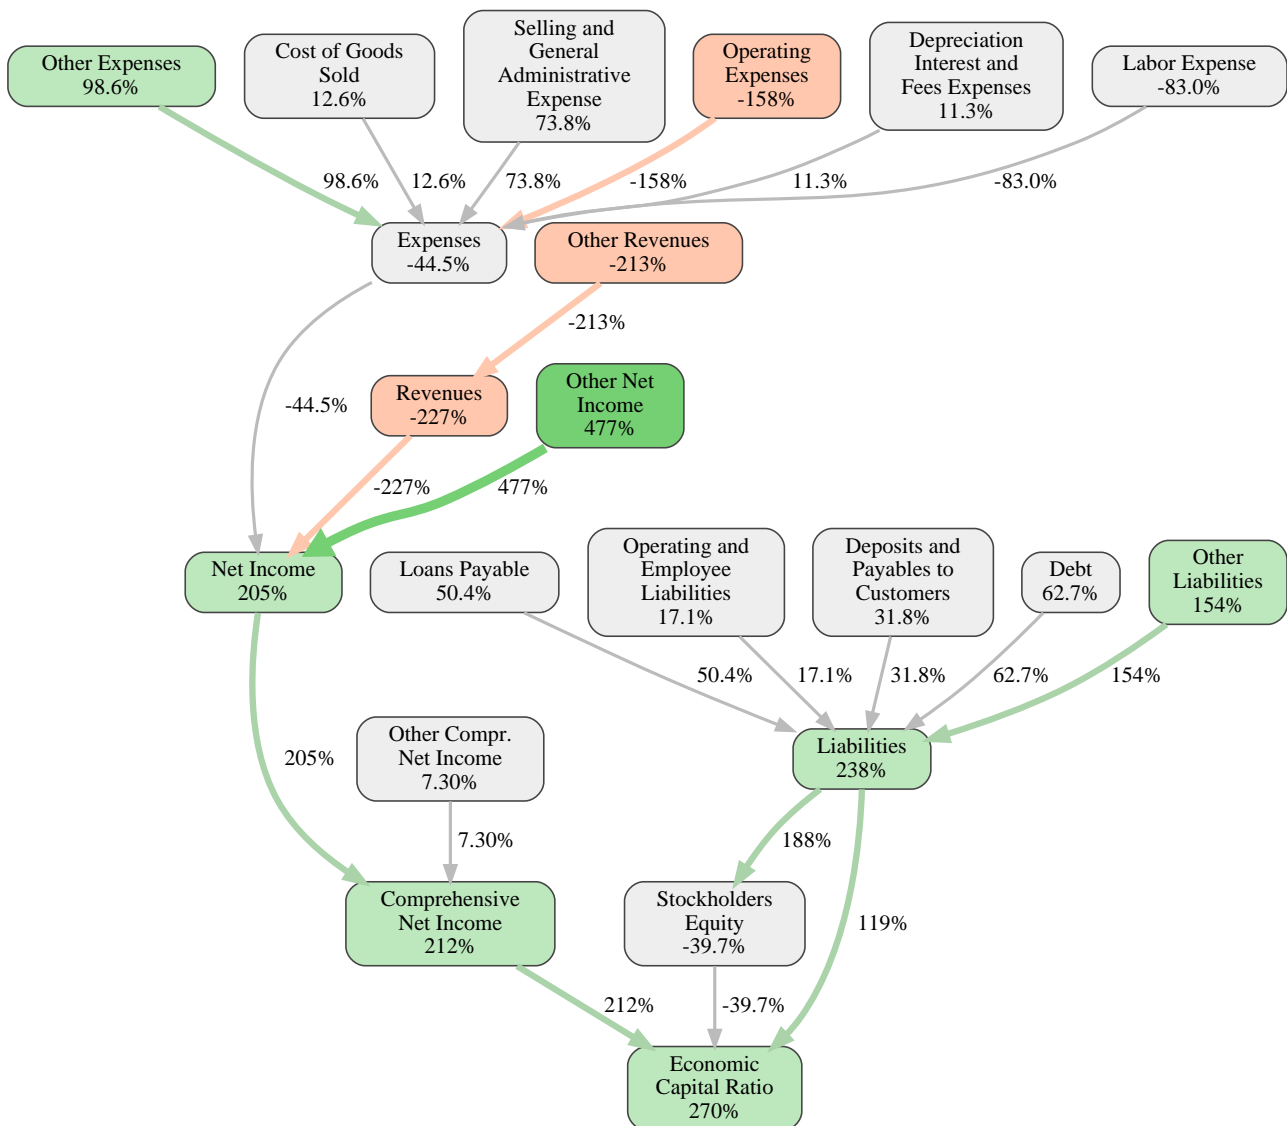 Other Expenses
98.6%
Cost of Goods
Sold
12.6%
Selling and
General
Administrative
Expense
73.8%
Operating
Expenses
-158%
Depreciation
Interest and
Fees Expenses
11.3%
Labor Expense
-83.0%
98.6%
12.6%
73.8%
-158%
11.3%
-83.0%
Expenses
-44.5%
Other Revenues
-213%
-213%
-44.5%
Revenues
-227%
Other Net
Income
477%
-227%
477%
Net Income
205%
Loans Payable
50.4%
Operating and
Employee
Liabilities
17.1%
Deposits and
Payables to
Customers
31.8%
Debt
62.7%
Other
Liabilities
154%
50.4%
17.1%
31.8%
62.7%
154%
205%
Other Compr.
Net Income
7.30%
Liabilities
238%
7.30%
188%
119%
Comprehensive
Net Income
212%
Stockholders
Equity
-39.7%
212%
-39.7%
Economic
Capital Ratio
270%